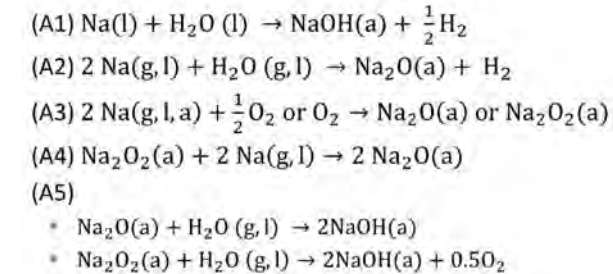 (A1) Na(l) + H₂O (l) → NaOH(a) + ½H₂
(A2) 2 Na(g, l) + H₂O (g, l) → Na₂O(a) + H₂
(A3) 2 Na(g, l, a) + ½O₂ or O₂ → Na₂O(a) or Na₂O₂(a)
(A4) Na₂O₂(a) + 2 Na(g, l) → 2 Na₂O(a)
(A5)
• Na₂O(a) + H₂O (g, l) → 2NaOH(a)
• Na₂O₂(a) + H₂O (g, l) → 2NaOH(a) + 0.5O₂